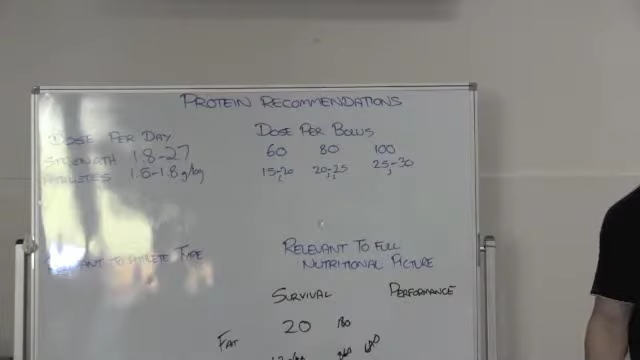 PROTEIN RECOMMENDATIONS
DOSE PER DAY
STRENGTH 1.8-2.7
ATHLETES 1.5-1.8 g/kg
DOSE PER BOLUS
60 80 100
15-20 20-25 25-30
RELEVANT TO ATHLETE TYPE
RELEVANT TO FULL
NUTRITIONAL PICTURE
SURVIVAL PERFORMANCE
20
FAT